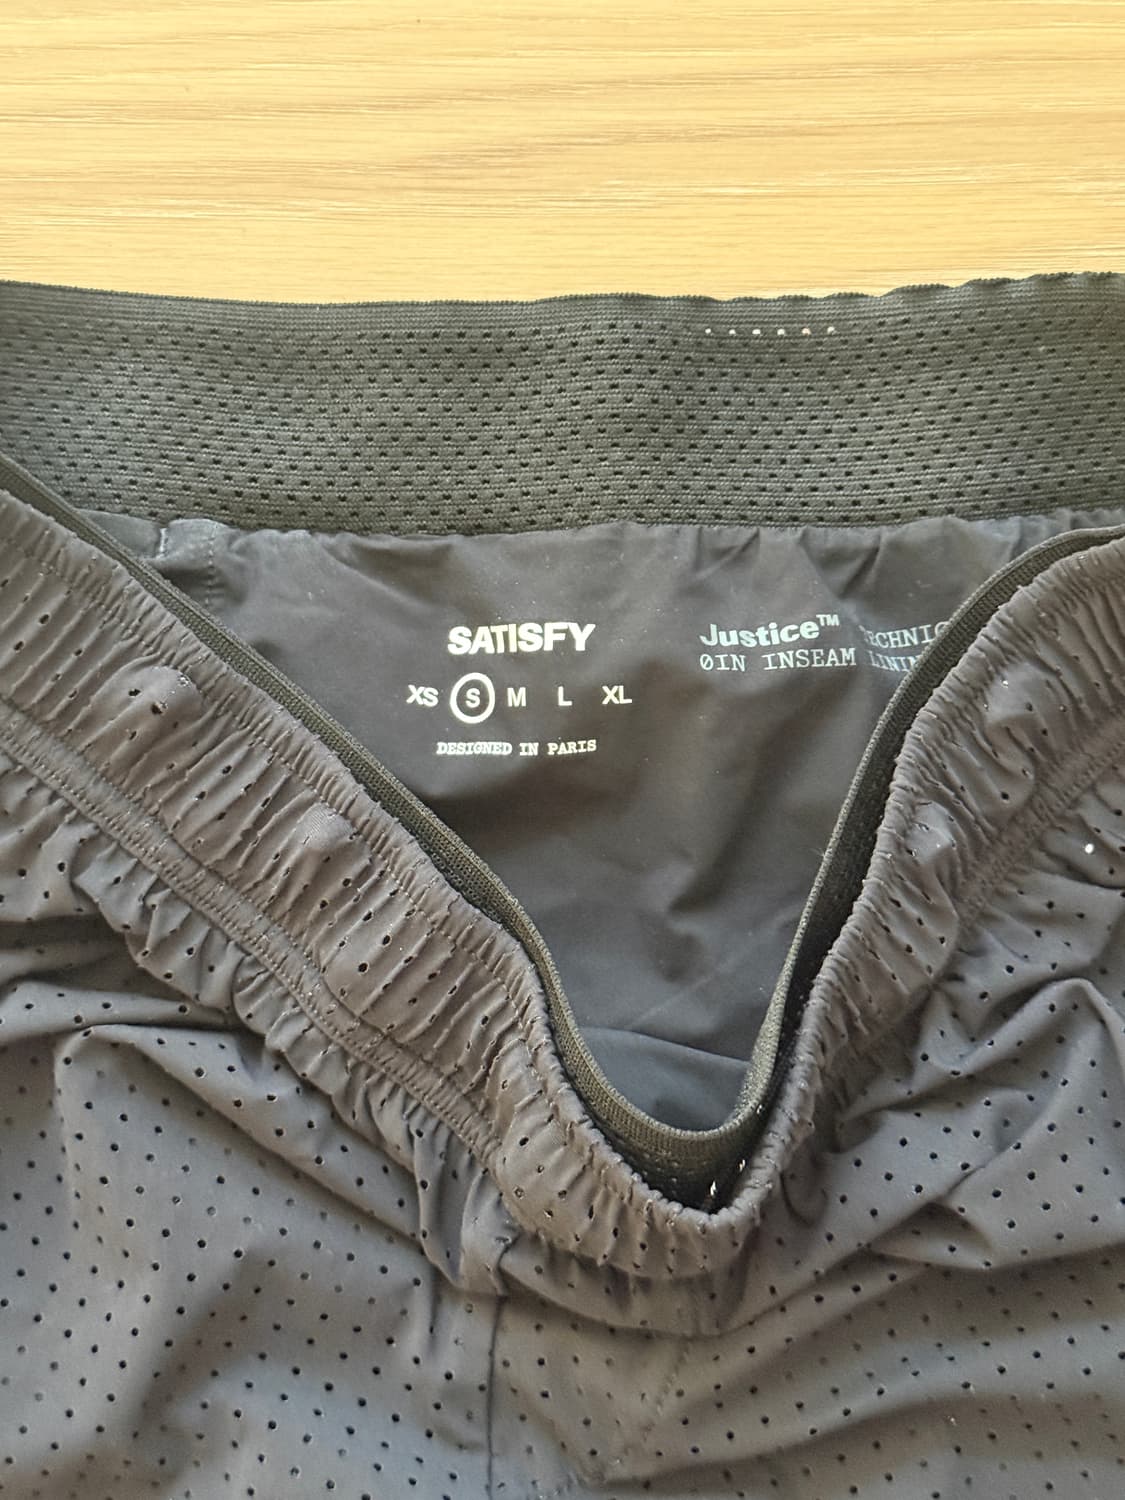 SATISFY
XS S M L XL
DESIGNED IN PARIS
Justice™
0IN INSEAM